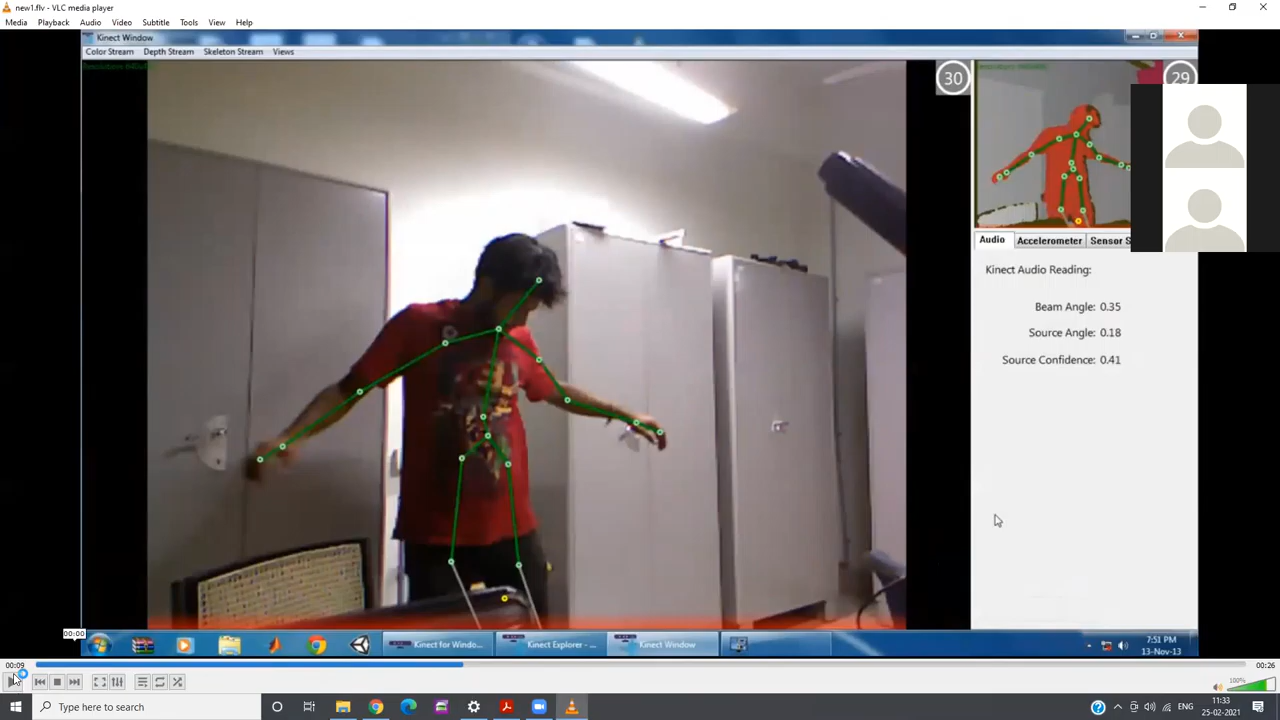 new1.flv - VLC media player
Media Playback Audio Video Subtitle Tools View Help
Kinect Window
Color Stream Depth Stream Skeleton Stream Views
30
29
Audio Accelerometer Sensor S
Kinect Audio Reading:
Beam Angle: 0.35
Source Angle: 0.18
Source Confidence: 0.41
00:00
Kinect for Windo...
Kinect Explorer - ...
Kinect Window
7:51 PM
13-Nov-13
00:09
00:26
100%
Type here to search
ENG
11:33
25-02-2021